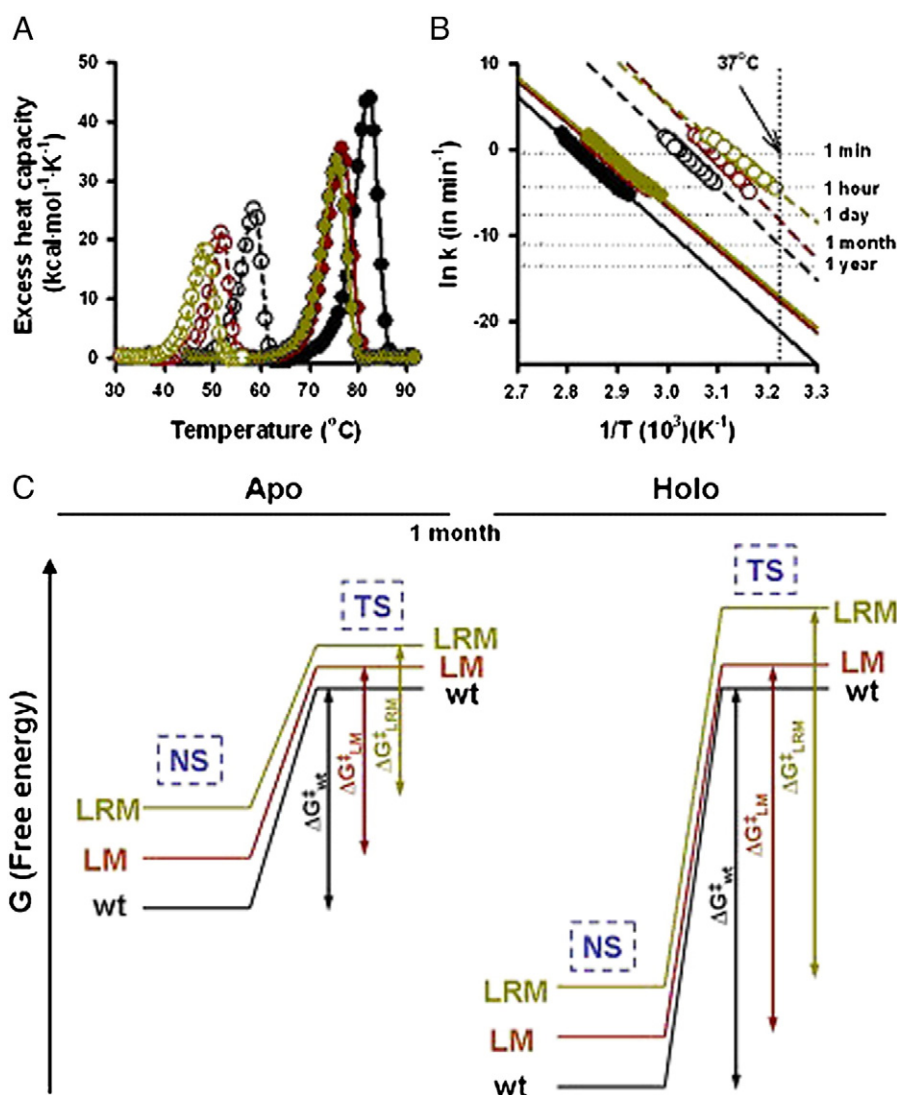 A
Excess heat capacity
(kcal·mol⁻¹·K⁻¹)
50
40
30
20
10
0
30 40 50 60 70 80 90
Temperature (°C)
B
ln k (in min⁻¹)
10
0
-10
-20
37°C
1 min
1 hour
1 day
1 month
1 year
2.7 2.8 2.9 3.0 3.1 3.2 3.3
1/T (10³)(K⁻¹)
C
Apo
Holo
1 month
G (Free energy)
NS
TS
LRM
LM
wt
LRM
LM
wt
ΔG‡wt
ΔG‡LM
ΔG‡LRM
NS
TS
LRM
LM
wt
LRM
LM
wt
ΔG‡wt
ΔG‡LM
ΔG‡LRM